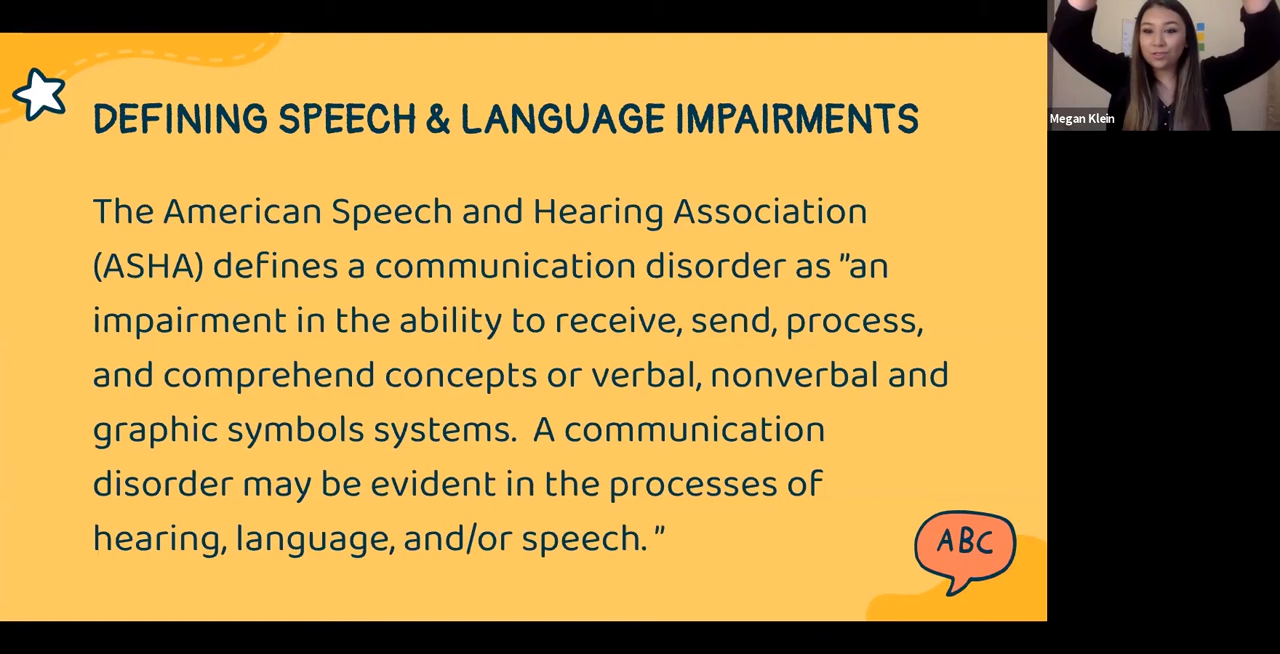 DEFINING SPEECH & LANGUAGE IMPAIRMENTS
The American Speech and Hearing Association
(ASHA) defines a communication disorder as "an
impairment in the ability to receive, send, process,
and comprehend concepts or verbal, nonverbal and
graphic symbols systems.  A communication
disorder may be evident in the processes of
hearing, language, and/or speech. "
ABC
Megan Klein